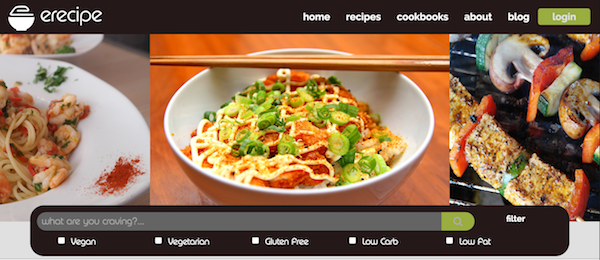 erecipe
home recipes cookbooks about blog login
what are you craving?...
filter
Vegan Vegetarian Gluten Free Low Carb Low Fat